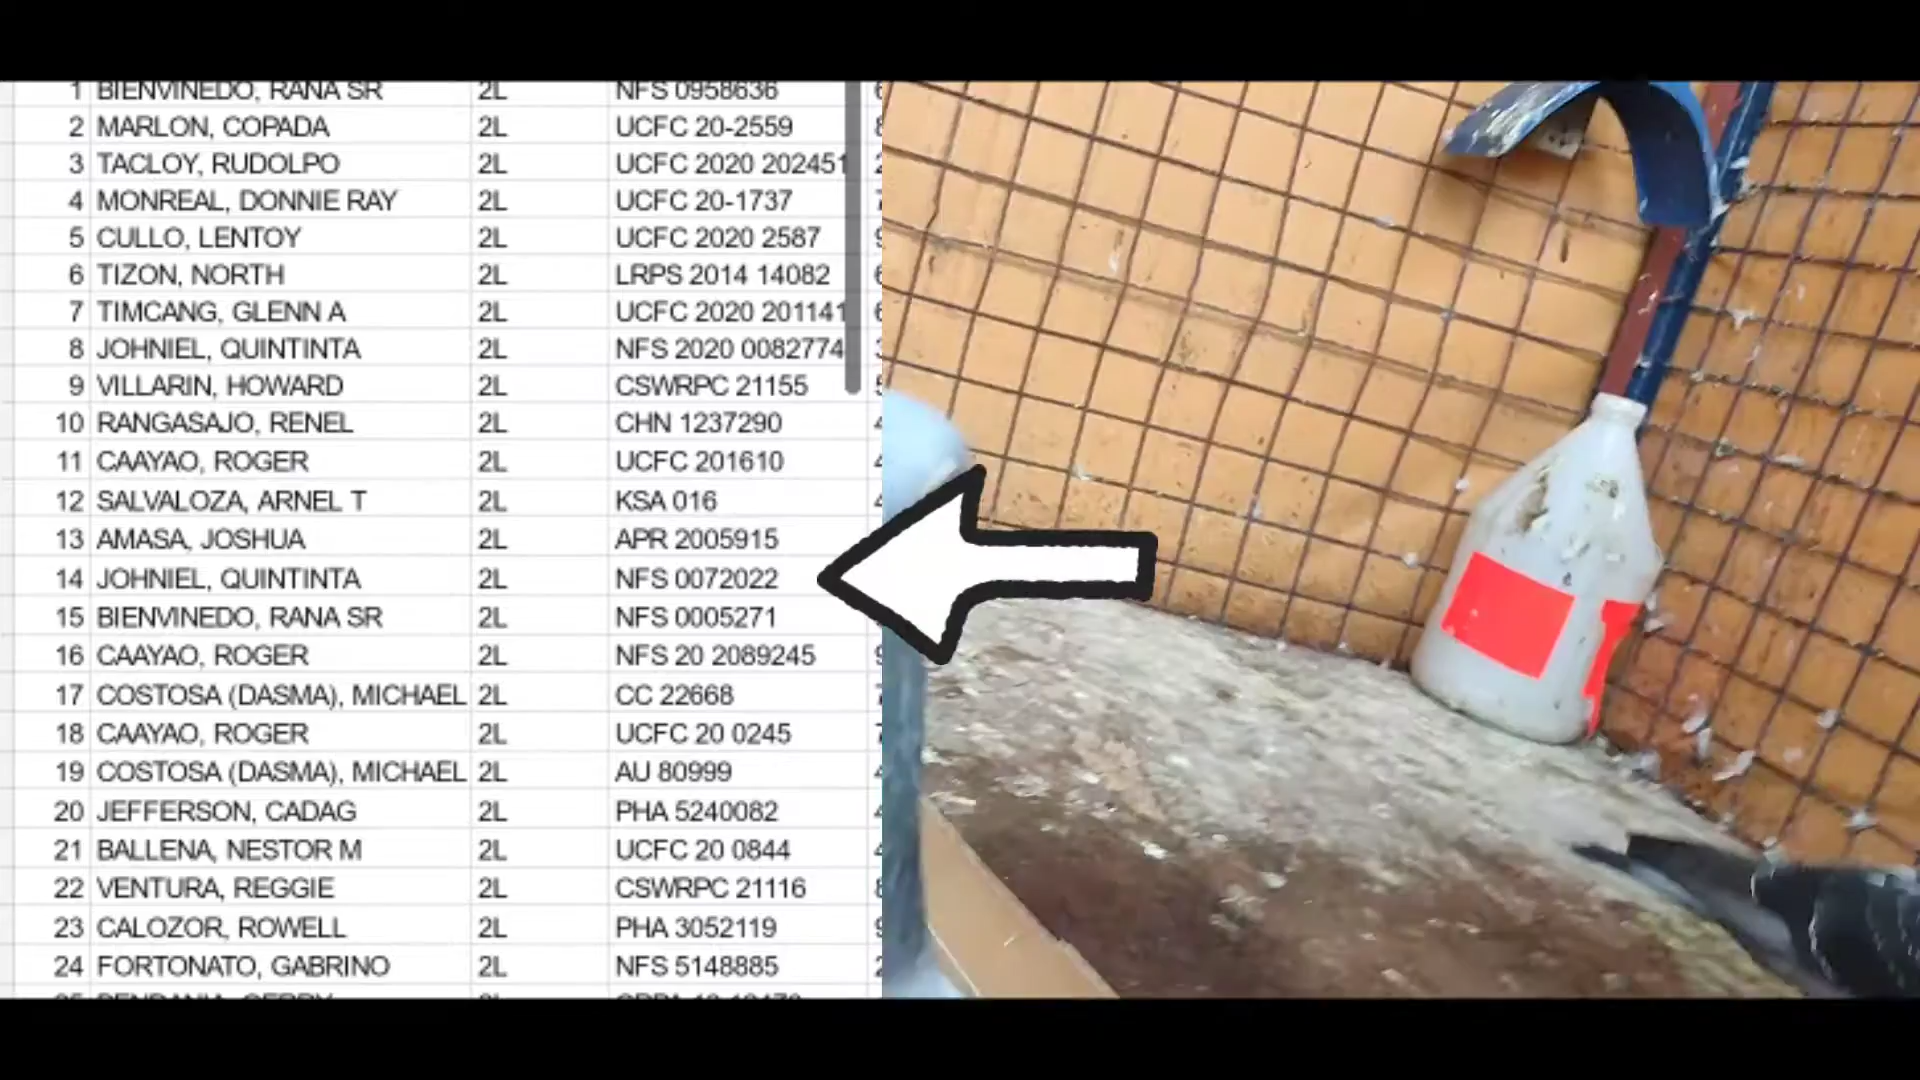 1 BIENVINEDO, RANA SR 2L NFS 0958636
2 MARLON, COPADA 2L UCFC 20-2559
3 TACLOY, RUDOLPO 2L UCFC 2020 202451
4 MONREAL, DONNIE RAY 2L UCFC 20-1737
5 CULLO, LENTOY 2L UCFC 2020 2587
6 TIZON, NORTH 2L LRPS 2014 14082
7 TIMCANG, GLENN A 2L UCFC 2020 201141
8 JOHNIEL, QUINTINTA 2L NFS 2020 0082774
9 VILLARIN, HOWARD 2L CSWRPC 21155
10 RANGASAJO, RENEL 2L CHN 1237290
11 CAAYAO, ROGER 2L UCFC 201610
12 SALVALOZA, ARNEL T 2L KSA 016
13 AMASA, JOSHUA 2L APR 2005915
14 JOHNIEL, QUINTINTA 2L NFS 0072022
15 BIENVINEDO, RANA SR 2L NFS 0005271
16 CAAYAO, ROGER 2L NFS 20 2089245
17 COSTOSA (DASMA), MICHAEL 2L CC 22668
18 CAAYAO, ROGER 2L UCFC 20 0245
19 COSTOSA (DASMA), MICHAEL 2L AU 80999
20 JEFFERSON, CADAG 2L PHA 5240082
21 BALLENA, NESTOR M 2L UCFC 20 0844
22 VENTURA, REGGIE 2L CSWRPC 21116
23 CALOZOR, ROWELL 2L PHA 3052119
24 FORTONATO, GABRINO 2L NFS 5148885